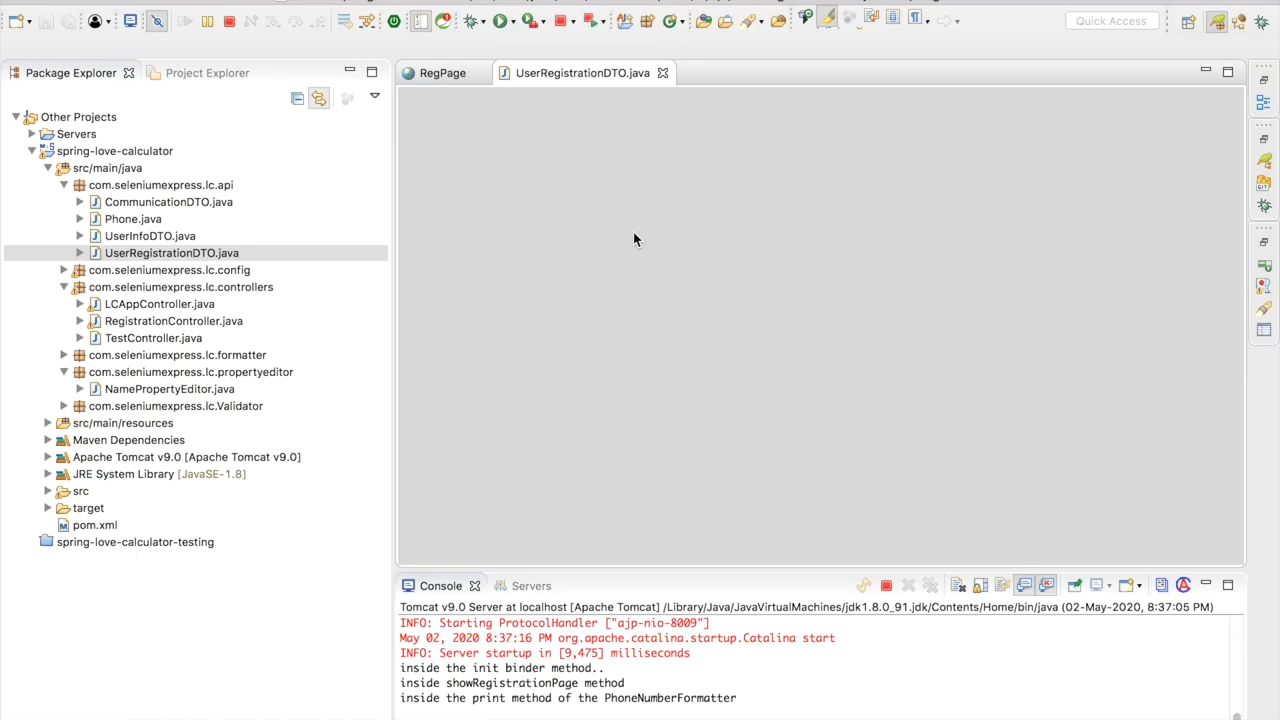 Quick Access
Package Explorer
Project Explorer
RegPage
UserRegistrationDTO.java
Other Projects
Servers
spring-love-calculator
src/main/java
com.seleniumexpress.lc.api
CommunicationDTO.java
Phone.java
UserInfoDTO.java
UserRegistrationDTO.java
com.seleniumexpress.lc.config
com.seleniumexpress.lc.controllers
LCAppController.java
RegistrationController.java
TestController.java
com.seleniumexpress.lc.formatter
com.seleniumexpress.lc.propertyeditor
NamePropertyEditor.java
com.seleniumexpress.lc.Validator
src/main/resources
Maven Dependencies
Apache Tomcat v9.0 [Apache Tomcat v9.0]
JRE System Library [JavaSE-1.8]
src
target
pom.xml
spring-love-calculator-testing
Console
Servers
Tomcat v9.0 Server at localhost [Apache Tomcat] /Library/Java/JavaVirtualMachines/jdk1.8.0_91.jdk/Contents/Home/bin/java (02-May-2020, 8:37:05 PM)
INFO: Starting ProtocolHandler ["ajp-nio-8009"]
May 02, 2020 8:37:16 PM org.apache.catalina.startup.Catalina start
INFO: Server startup in [9,475] milliseconds
inside the init binder method..
inside showRegistrationPage method
inside the print method of the PhoneNumberFormatter